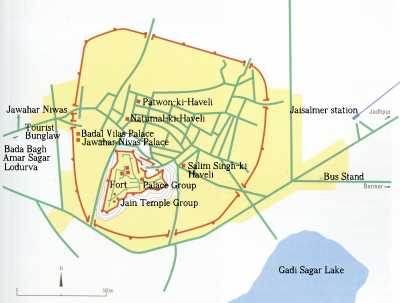 Patwon-ki-Haveli
Jawahar Niwas
Jaisalmer station
Jodhpur
Natumal-ki-Haveli
Tourist
Bunglaw
Badal Vilas Palace
Jawahas Nivas Palace
Bada Bagh
Amar Sagar
Lodurva
Salim Singh-ki
Haveli
Bus Stand
Fort
Palace Group
Barmer
Jain Temple Group
Gadi Sagar Lake
N
0
500m